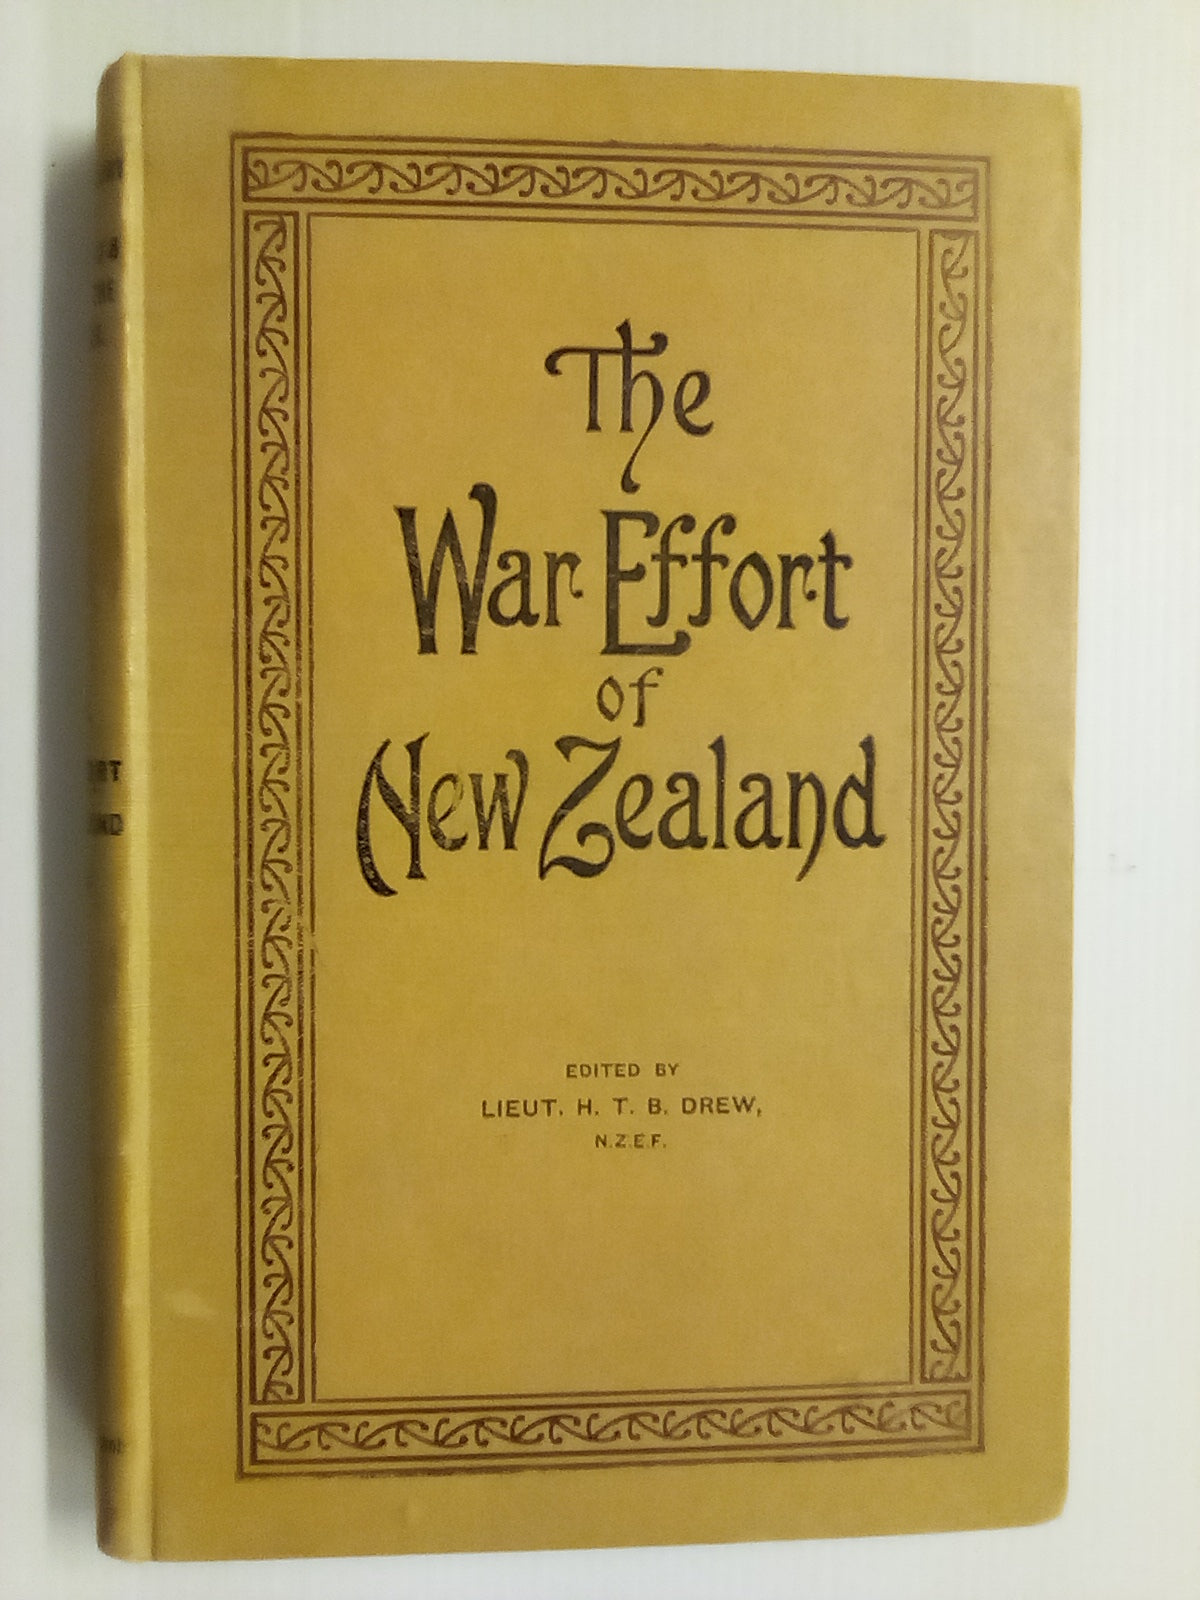 The
War Effort
of
New Zealand
EDITED BY
LIEUT. H. T. B. DREW,
N.Z.E.F.